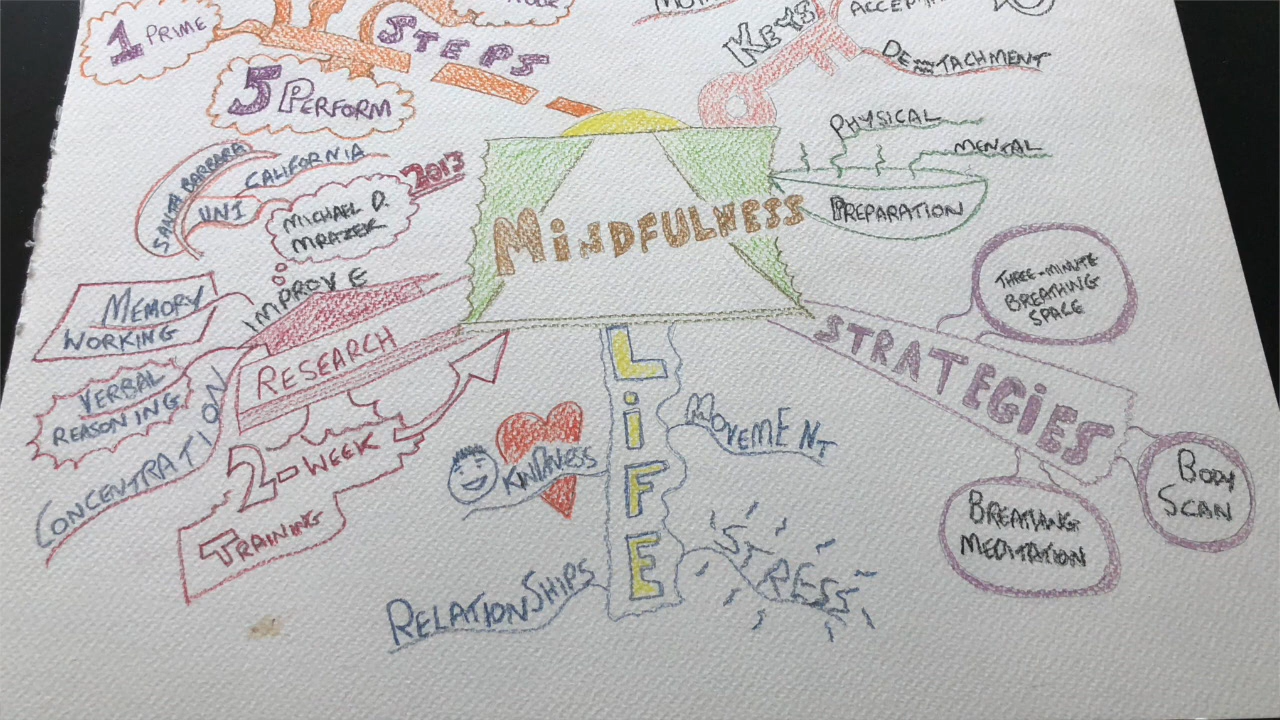 1 PRIME
STEPS
5 PERFORM
KEYS
DETACHMENT
PHYSICAL
MENTAL
PREPARATION
MINDFULNESS
SANTA BARBARA
UNI
CALIFORNIA
MICHAEL D.
MRAZEK
2013
IMPROVE
MEMORY
WORKING
VERBAL
REASONING
CONCENTRATION
RESEARCH
2-WEEK
TRAINING
LiFE
KINDNESS
RELATIONSHIPS
MOVEMENT
STRESS
STRATEGiES
THREE-MINUTE
BREATHING
SPACE
BODY
SCAN
BREATHING
MEDITATION